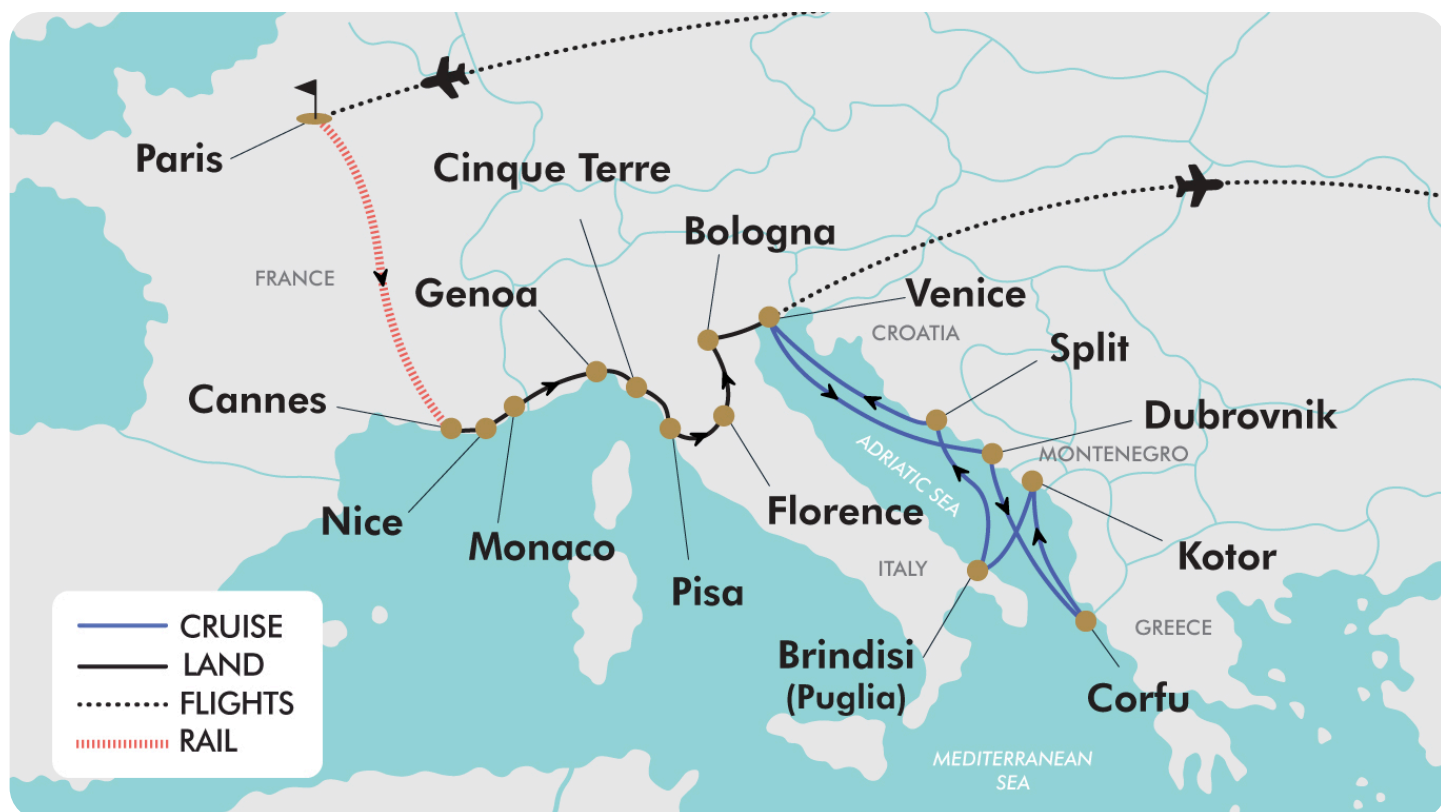 Paris
Cinque Terre
Bologna
FRANCE
Genoa
Venice
CROATIA
Split
Cannes
Dubrovnik
MONTENEGRO
ADRIATIC SEA
Nice
Monaco
Florence
Kotor
ITALY
Pisa
GREECE
Brindisi
(Puglia)
Corfu
CRUISE
LAND
FLIGHTS
RAIL
MEDITERRANEAN
SEA